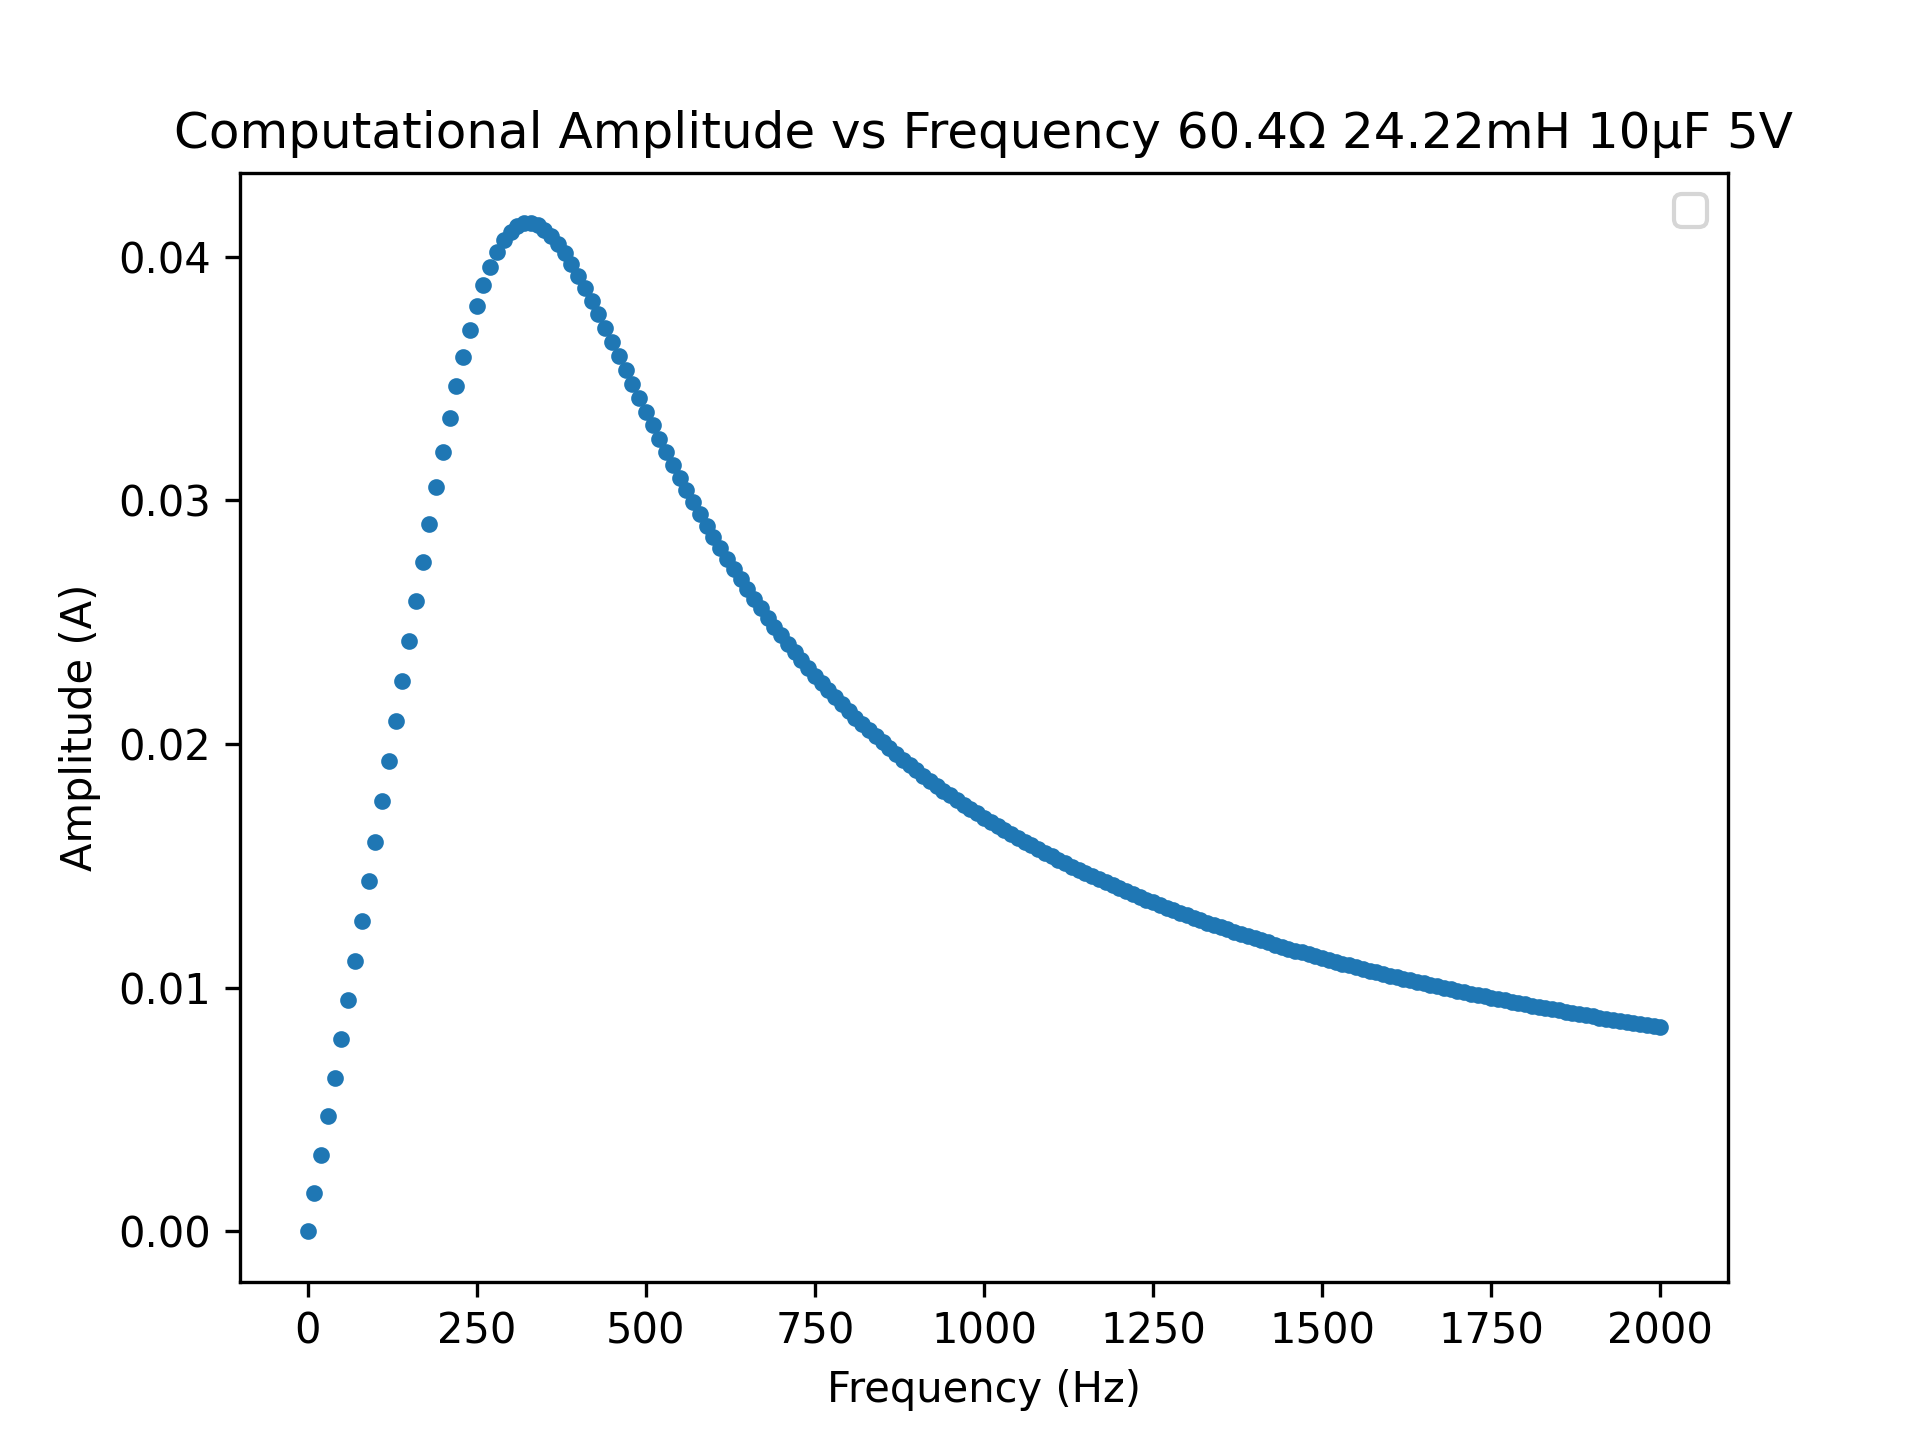 Computational Amplitude vs Frequency 60.4Ω 24.22mH 10µF 5V
0.04
0.03
0.02
0.01
0.00
Amplitude (A)
0 250 500 750 1000 1250 1500 1750 2000
Frequency (Hz)